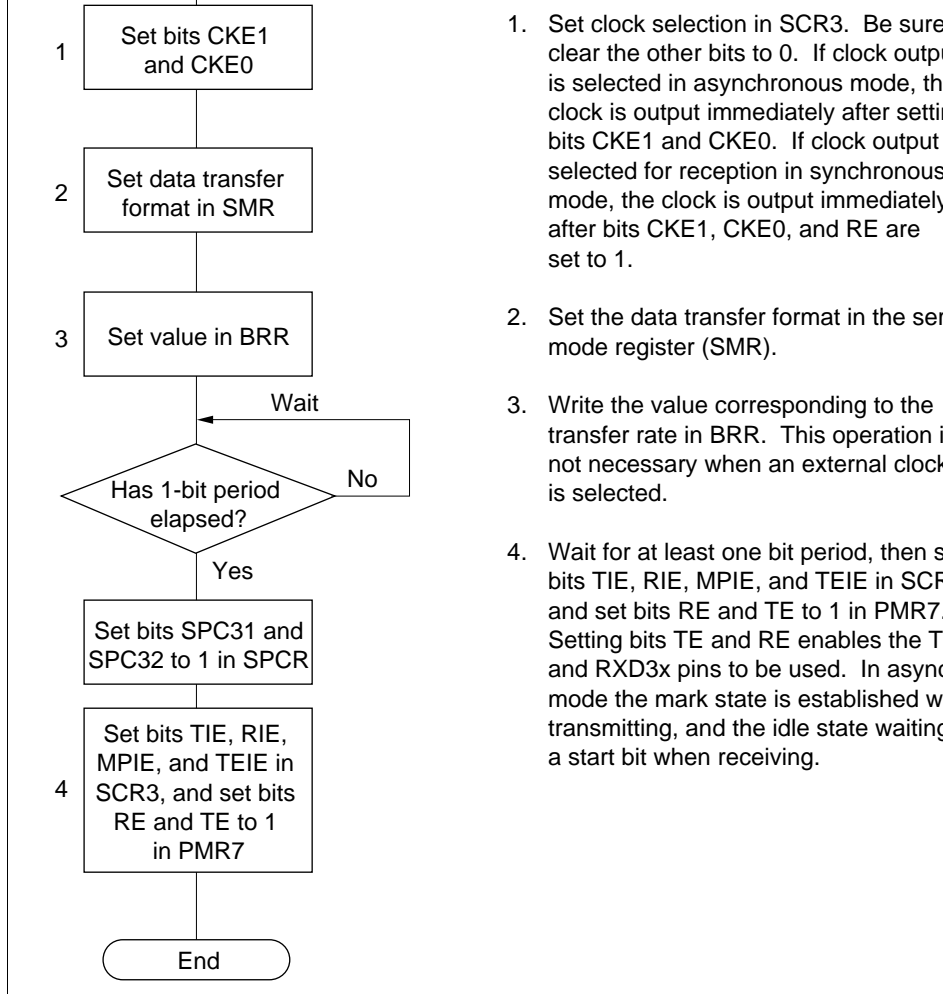 1
Set bits CKE1
and CKE0
2
Set data transfer
format in SMR
3
Set value in BRR
Wait
Has 1-bit period
elapsed?
No
Yes
Set bits SPC31 and
SPC32 to 1 in SPCR
4
Set bits TIE, RIE,
MPIE, and TEIE in
SCR3, and set bits
RE and TE to 1
in PMR7
End
1. Set clock selection in SCR3. Be sure
clear the other bits to 0. If clock outpu
is selected in asynchronous mode, th
clock is output immediately after setti
bits CKE1 and CKE0. If clock output
selected for reception in synchronous
mode, the clock is output immediately
after bits CKE1, CKE0, and RE are
set to 1.
2. Set the data transfer format in the ser
mode register (SMR).
3. Write the value corresponding to the
transfer rate in BRR. This operation i
not necessary when an external clock
is selected.
4. Wait for at least one bit period, then s
bits TIE, RIE, MPIE, and TEIE in SCR
and set bits RE and TE to 1 in PMR7.
Setting bits TE and RE enables the T
and RXD3x pins to be used. In async
mode the mark state is established w
transmitting, and the idle state waiting
a start bit when receiving.